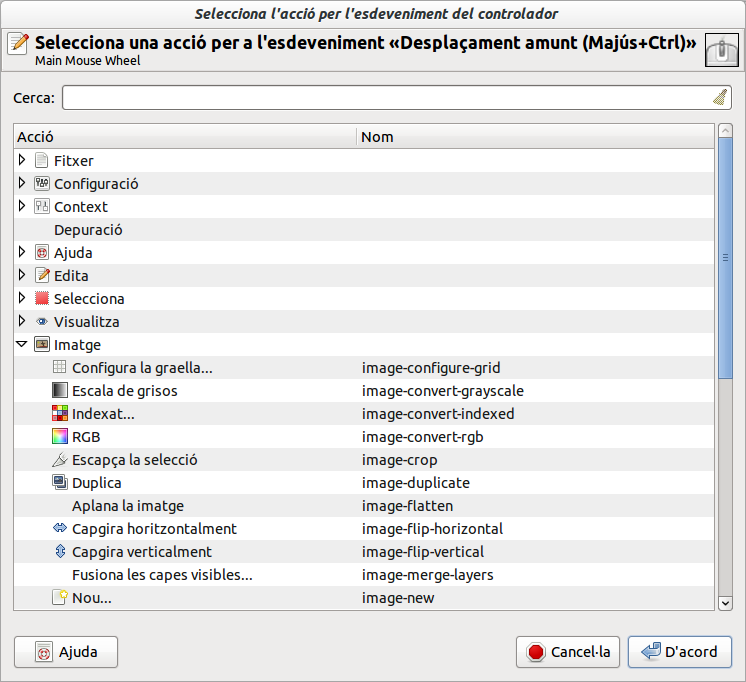 Selecciona l'acció per l'esdeveniment del controlador
Selecciona una acció per a l'esdeveniment «Desplaçament amunt (Majús+Ctrl)»
Main Mouse Wheel
Cerca:
Acció Nom
Fitxer
Configuració
Context
Depuració
Ajuda
Edita
Selecciona
Visualitza
Imatge
Configura la graella... image-configure-grid
Escala de grisos image-convert-grayscale
Indexat... image-convert-indexed
RGB image-convert-rgb
Escapça la selecció image-crop
Duplica image-duplicate
Aplana la imatge image-flatten
Capgira horitzontalment image-flip-horizontal
Capgira verticalment image-flip-vertical
Fusiona les capes visibles... image-merge-layers
Nou... image-new
Ajuda Cancel·la D'acord